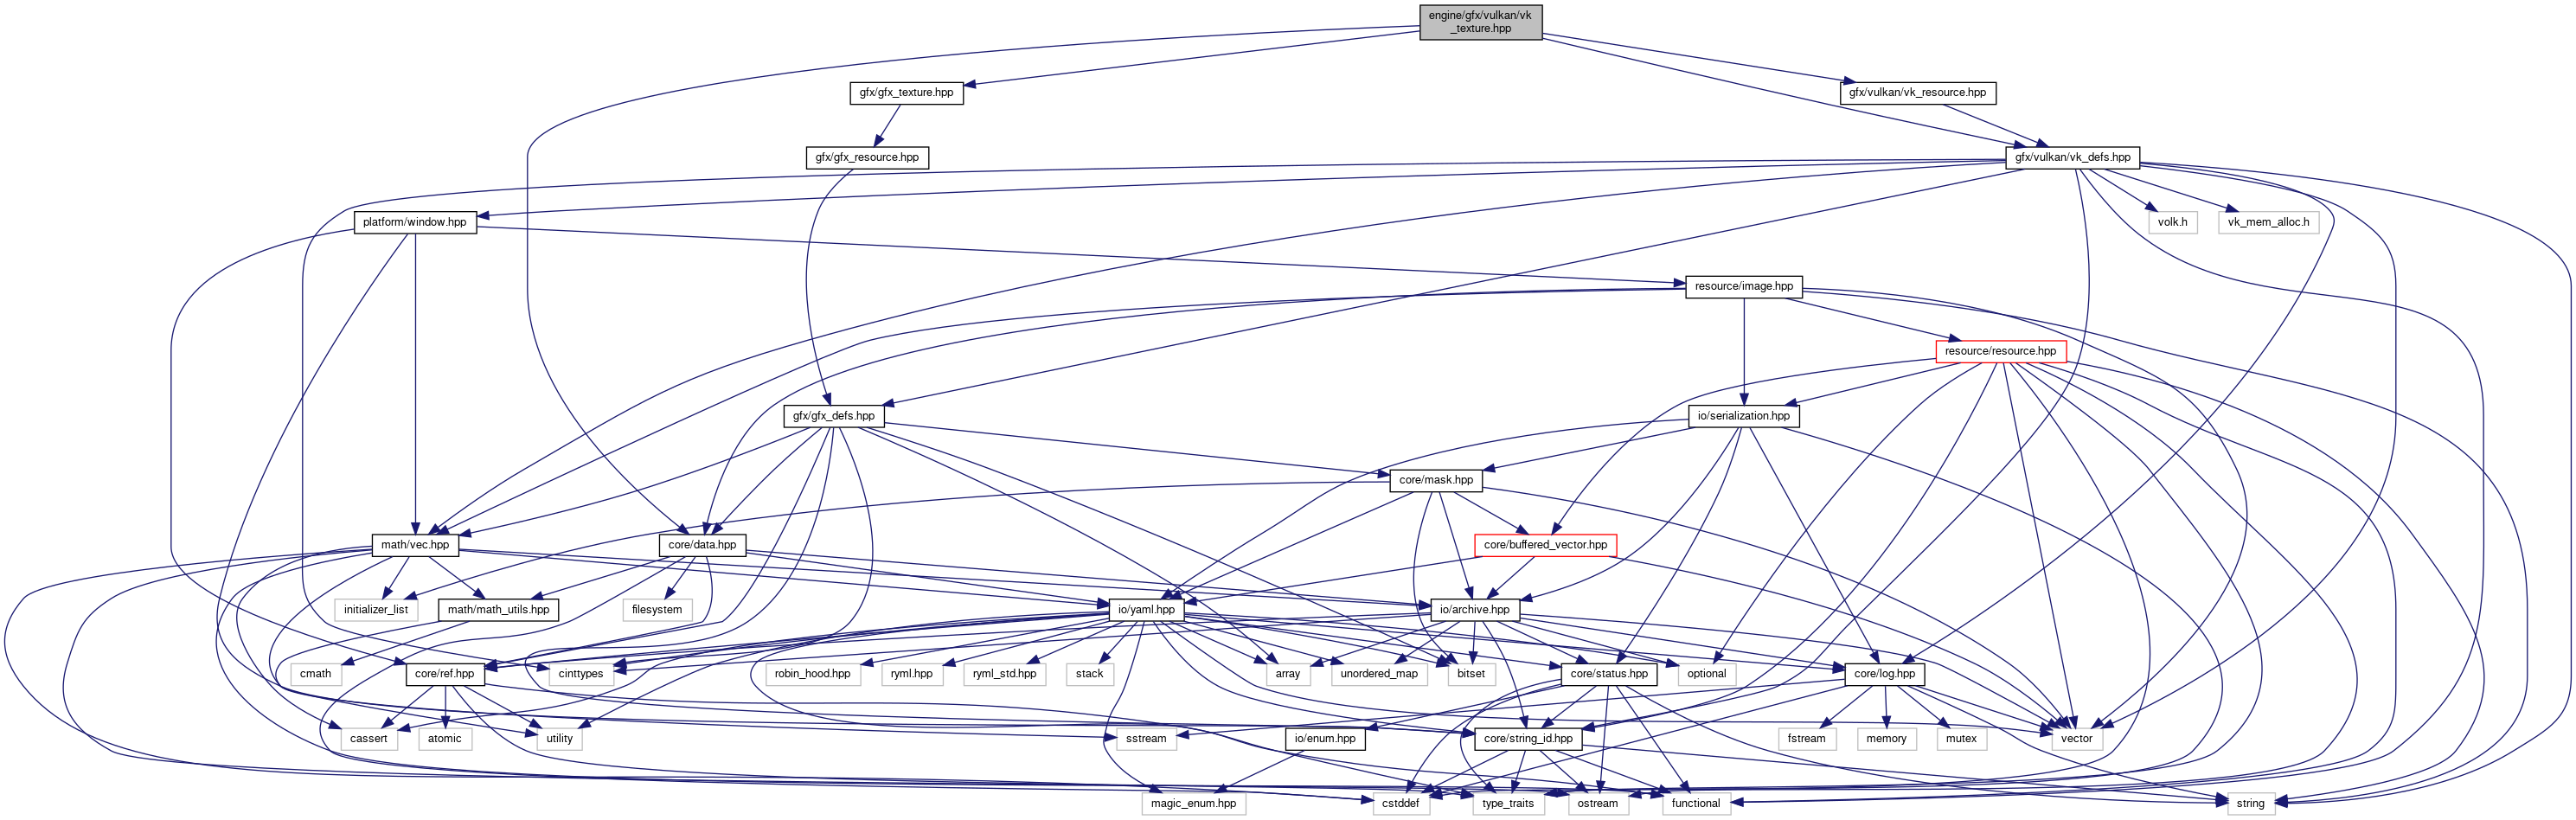 engine/gfx/vulkan/vk
_texture.hpp
gfx/gfx_texture.hpp
gfx/vulkan/vk_resource.hpp
gfx/gfx_resource.hpp
gfx/vulkan/vk_defs.hpp
platform/window.hpp
volk.h
vk_mem_alloc.h
resource/image.hpp
resource/resource.hpp
gfx/gfx_defs.hpp
io/serialization.hpp
core/mask.hpp
math/vec.hpp
core/data.hpp
core/buffered_vector.hpp
initializer_list
math/math_utils.hpp
filesystem
io/yaml.hpp
io/archive.hpp
cmath
core/ref.hpp
cinttypes
robin_hood.hpp
ryml.hpp
ryml_std.hpp
stack
array
unordered_map
bitset
core/status.hpp
optional
core/log.hpp
cassert
atomic
utility
sstream
io/enum.hpp
core/string_id.hpp
fstream
memory
mutex
vector
magic_enum.hpp
cstddef
type_traits
ostream
functional
string